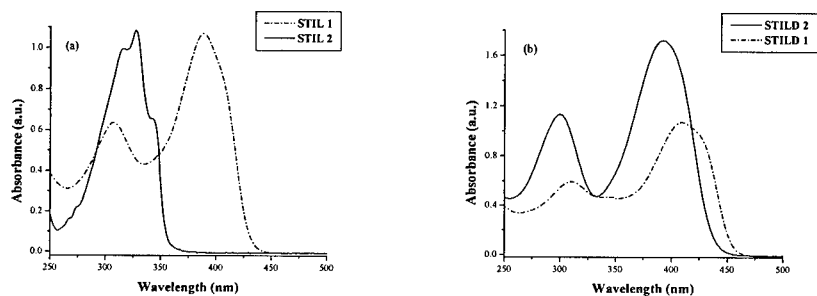 (a)
STIL 1
STIL 2
Absorbance (a.u.)
1.0
0.8
0.6
0.4
0.2
0.0
250 300 350 400 450 500
Wavelength (nm)
(b)
STILD 2
STILD 1
Absorbance (a.u.)
1.6
1.2
0.8
0.4
0.0
250 300 350 400 450 500
Wavelength (nm)